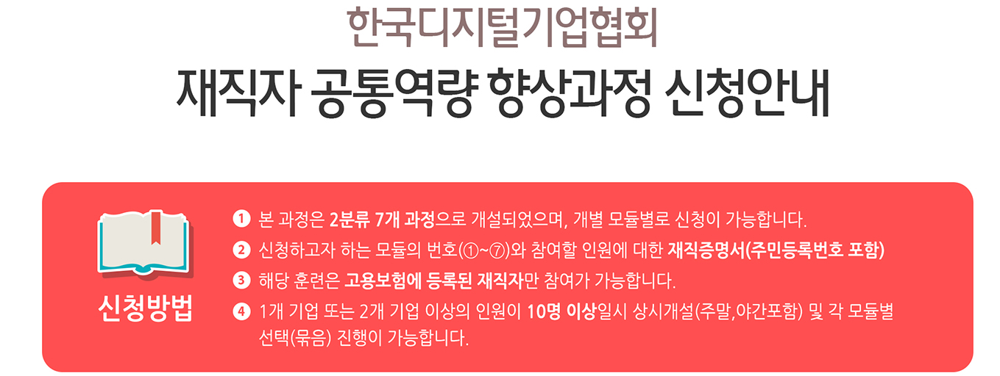 한국디지털기업협회
재직자 공통역량 향상과정 신청안내
신청방법
1 본 과정은 2분류 7개 과정으로 개설되었으며, 개별 모듈별로 신청이 가능합니다.
2 신청하고자 하는 모듈의 번호(①~⑦)와 참여할 인원에 대한 재직증명서(주민등록번호 포함)
3 해당 훈련은 고용보험에 등록된 재직자만 참여가 가능합니다.
4 1개 기업 또는 2개 기업 이상의 인원이 10명 이상일시 상시개설(주말,야간포함) 및 각 모듈별
선택(묶음) 진행이 가능합니다.